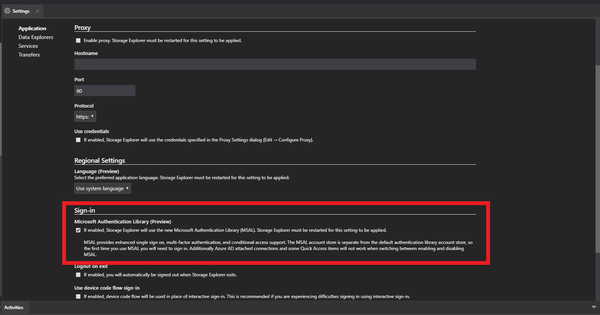 Settings
Application
Data Explorers
Services
Transfers
Proxy
Enable proxy. Storage Explorer must be restarted for this setting to be applied.
Hostname
Port
80
Protocol
https:
Use credentials
If enabled, Storage Explorer will use the credentials specified in the Proxy Settings dialog (Edit → Configure Proxy).
Regional Settings
Language (Preview)
Select the preferred application language. Storage Explorer must be restarted for this setting to be applied.
Use system language
Sign-in
Microsoft Authentication Library (Preview)
If enabled, Storage Explorer will use the new Microsoft Authentication Library (MSAL). Storage Explorer must be restarted for this setting to be applied.
MSAL provides enhanced single sign on, multi-factor authentication, and conditional access support. The MSAL account store is separate from the default authentication library account store, so
the first time you use MSAL you will need to sign in. Additionally Azure AD attached connections and some Quick Access items will not work when switching between enabling and disabling
MSAL.
Logout on exit
If enabled, you will automatically be signed out when Storage Explorer exits.
Use device code flow sign-in
If enabled, device code flow will be used in place of interactive sign-in. This is recommended if you are experiencing difficulties signing in using interactive sign-in.
Activities